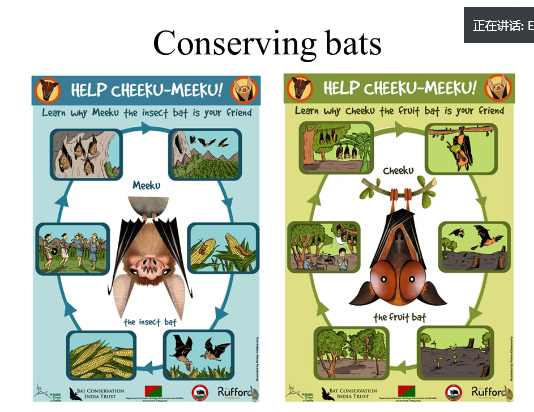 正在讲话: E
Conserving bats
HELP CHEEKU-MEEKU!
Learn why Meeku the insect bat is your friend
Meeku
the insect bat
BAT CONSERVATION
INDIA TRUST
Rufford
HELP CHEEKU-MEEKU!
Learn why Cheeku the fruit bat is your friend
Cheeku
the fruit bat
BAT CONSERVATION
INDIA TRUST
Rufford